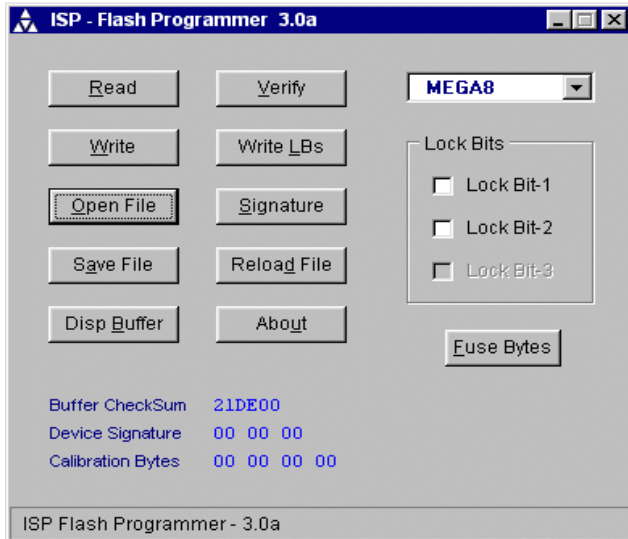 ISP - Flash Programmer 3.0a
Read
Verify
MEGA8
Write
Write LBs
Lock Bits
Open File
Signature
Lock Bit-1
Lock Bit-2
Save File
Reload File
Lock Bit-3
Disp Buffer
About
Fuse Bytes
Buffer CheckSum 21DE00
Device Signature 00 00 00
Calibration Bytes 00 00 00 00
ISP Flash Programmer - 3.0a